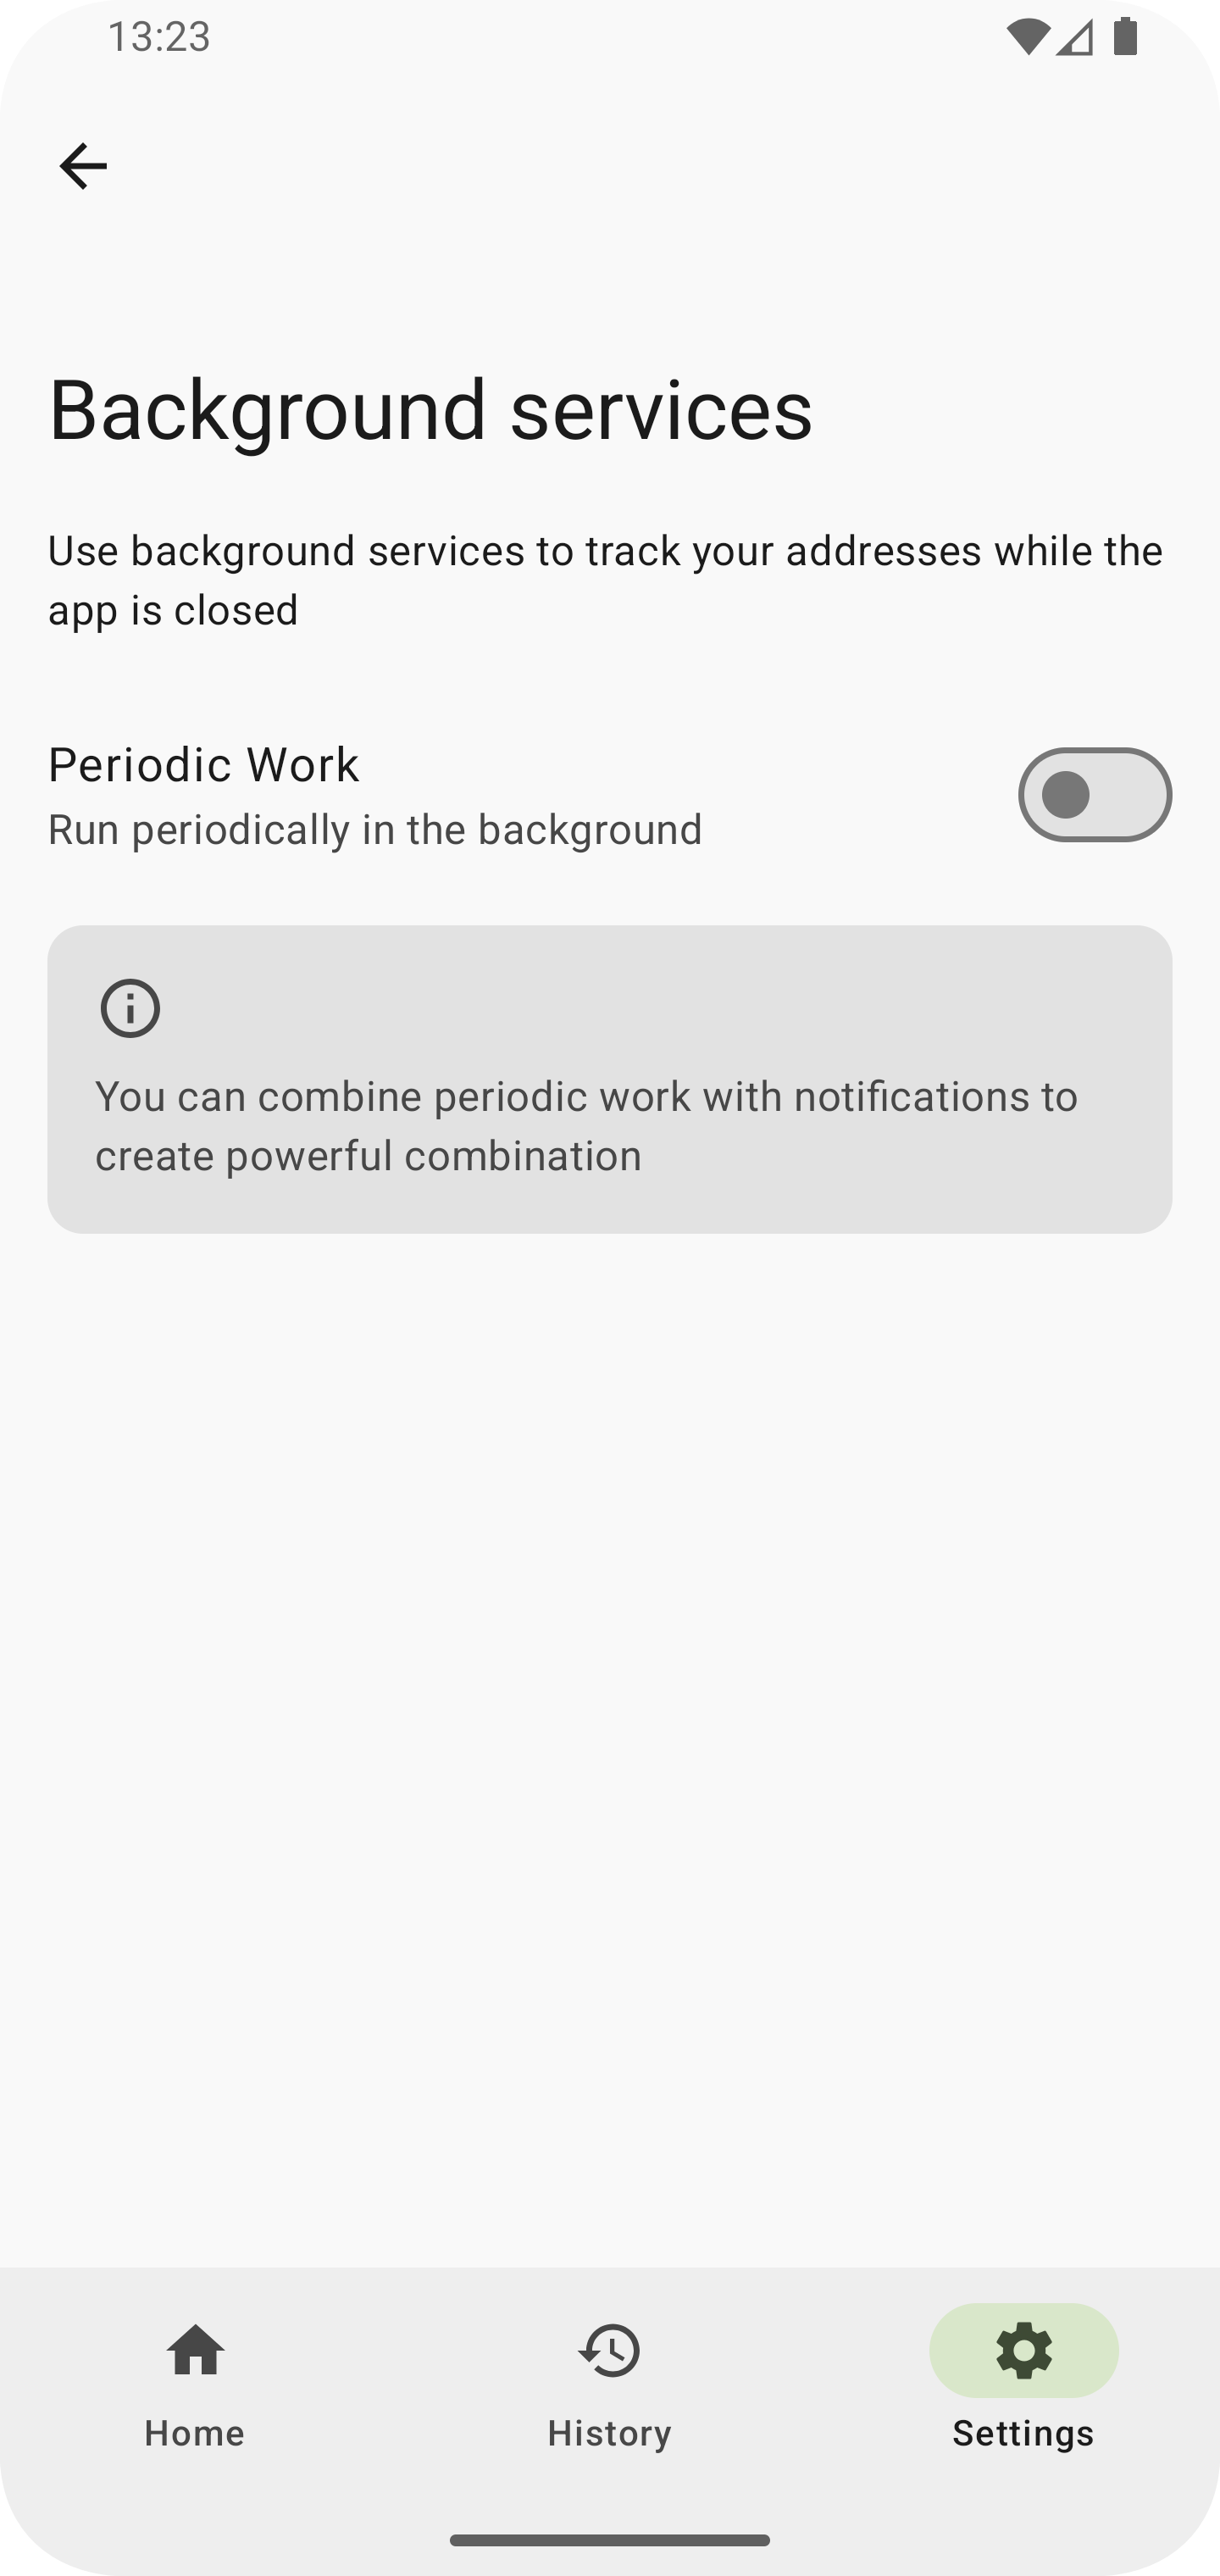 13:23
Background services
Use background services to track your addresses while the
app is closed
Periodic Work
Run periodically in the background
You can combine periodic work with notifications to
create powerful combination
Home
History
Settings